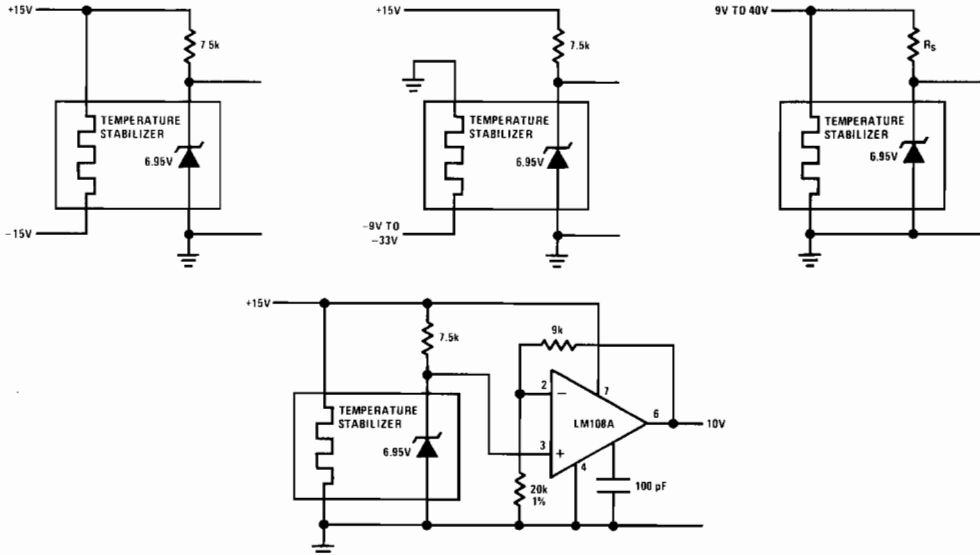 +15V
7.5k
TEMPERATURE
STABILIZER
6.95V
-15V
+15V
7.5k
TEMPERATURE
STABILIZER
6.95V
-9V TO
-33V
9V TO 40V
RS
TEMPERATURE
STABILIZER
6.95V
+15V
7.5k
TEMPERATURE
STABILIZER
6.95V
9k
2
-
7
LM108A
6
10V
3
+
4
20k
1%
100 pF